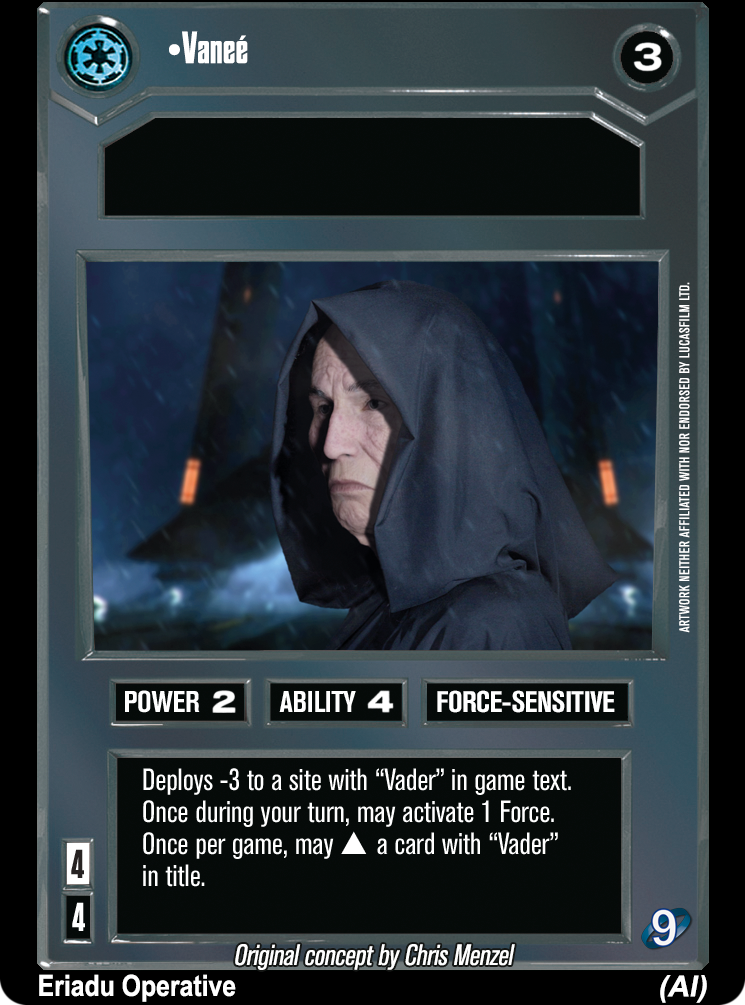 •Vaneé
3
ARTWORK NEITHER AFFILIATED WITH NOR ENDORSED BY LUCASFILM LTD.
POWER 2
ABILITY 4
FORCE-SENSITIVE
Deploys -3 to a site with “Vader” in game text.
Once during your turn, may activate 1 Force.
Once per game, may ▲ a card with “Vader”
in title.
4
4
9
Original concept by Chris Menzel
Eriadu Operative
(AI)